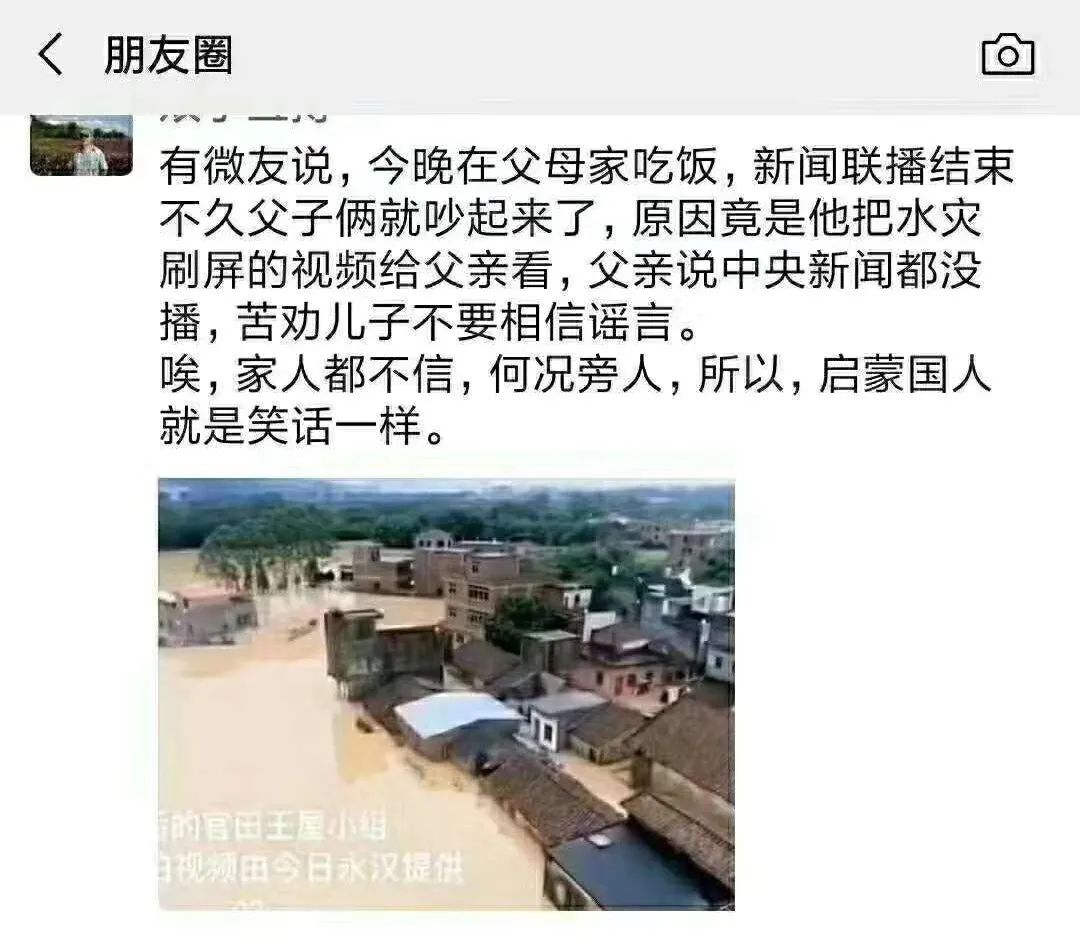 朋友圈
有微友说，今晚在父母家吃饭，新闻联播结束
不久父子俩就吵起来了，原因竟是他把水灾
刷屏的视频给父亲看，父亲说中央新闻都没
播，苦劝儿子不要相信谣言。
唉，家人都不信，何况旁人，所以，启蒙国人
就是笑话一样。
的官田王屋小组
拍视频由今日永汉提供